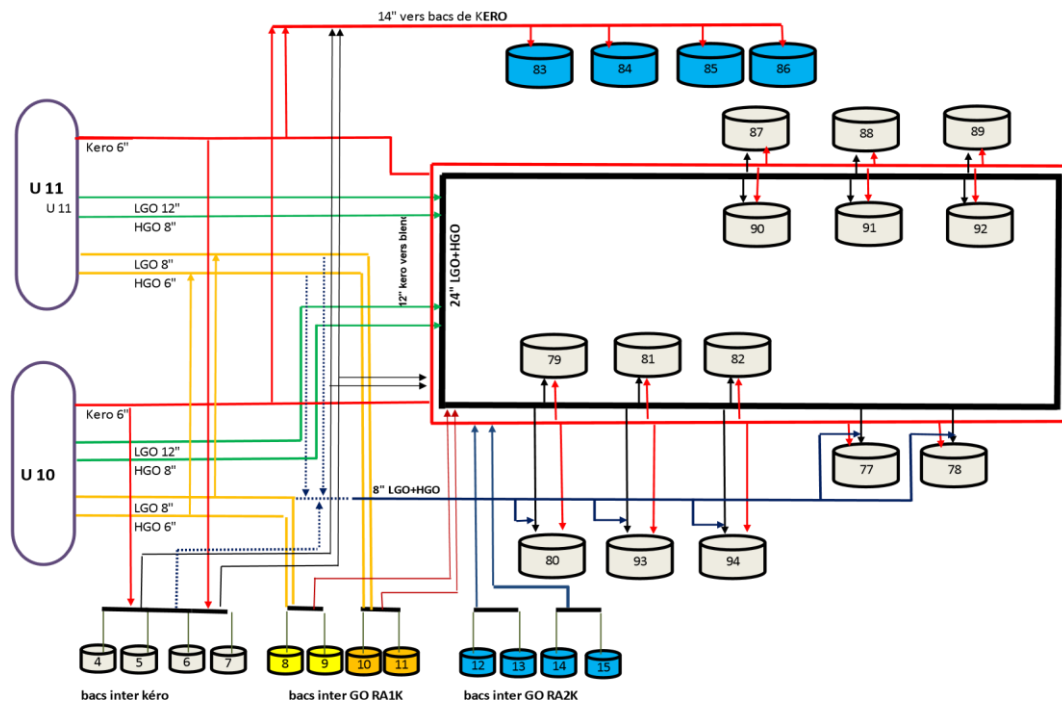 14" vers bacs de KERO
83
84
85
86
87
88
89
Kero 6"
U 11
U 11
LGO 12"
HGO 8"
90
91
92
LGO 8"
HGO 6"
12" kero vers blend
24" LGO+HGO
79
81
82
Kero 6"
U 10
LGO 12"
HGO 8"
77
78
8" LGO+HGO
LGO 8"
HGO 6"
80
93
94
4
5
6
7
8
9
10
11
12
13
14
15
bacs inter kéro
bacs inter GO RA1K
bacs inter GO RA2K